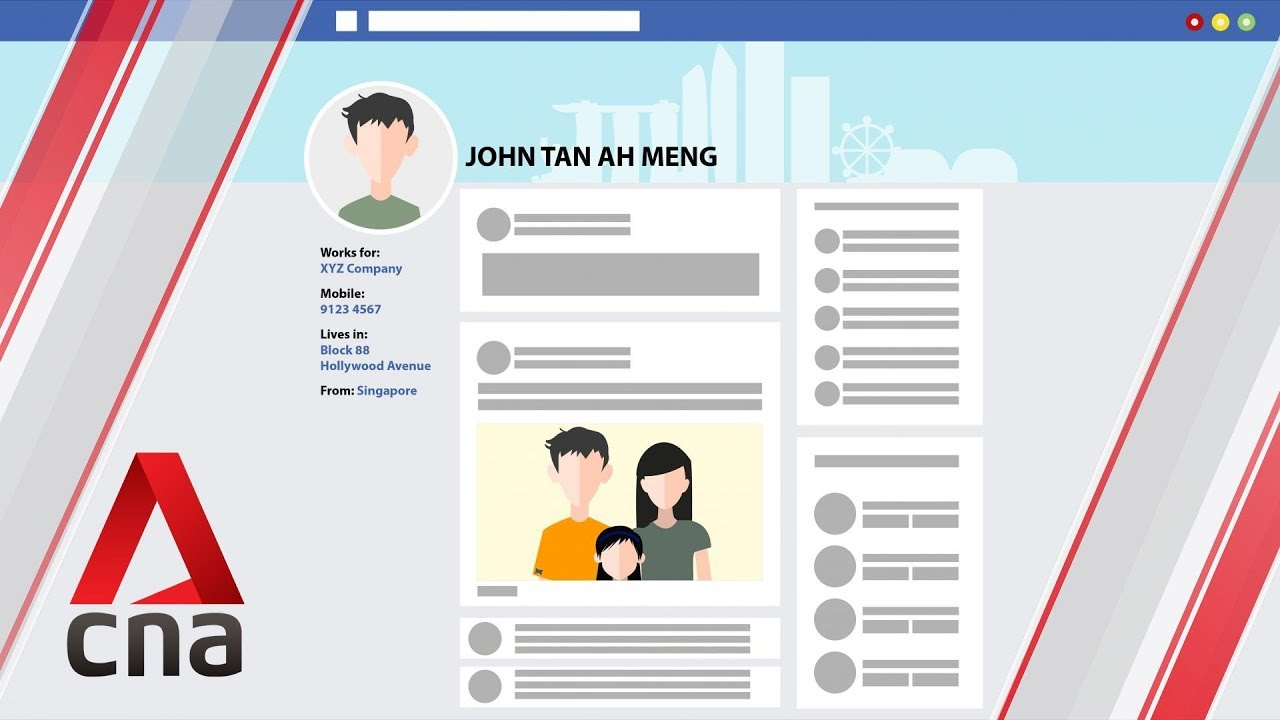 JOHN TAN AH MENG
Works for:
XYZ Company
Mobile:
9123 4567
Lives in:
Block 88
Hollywood Avenue
From: Singapore
cna